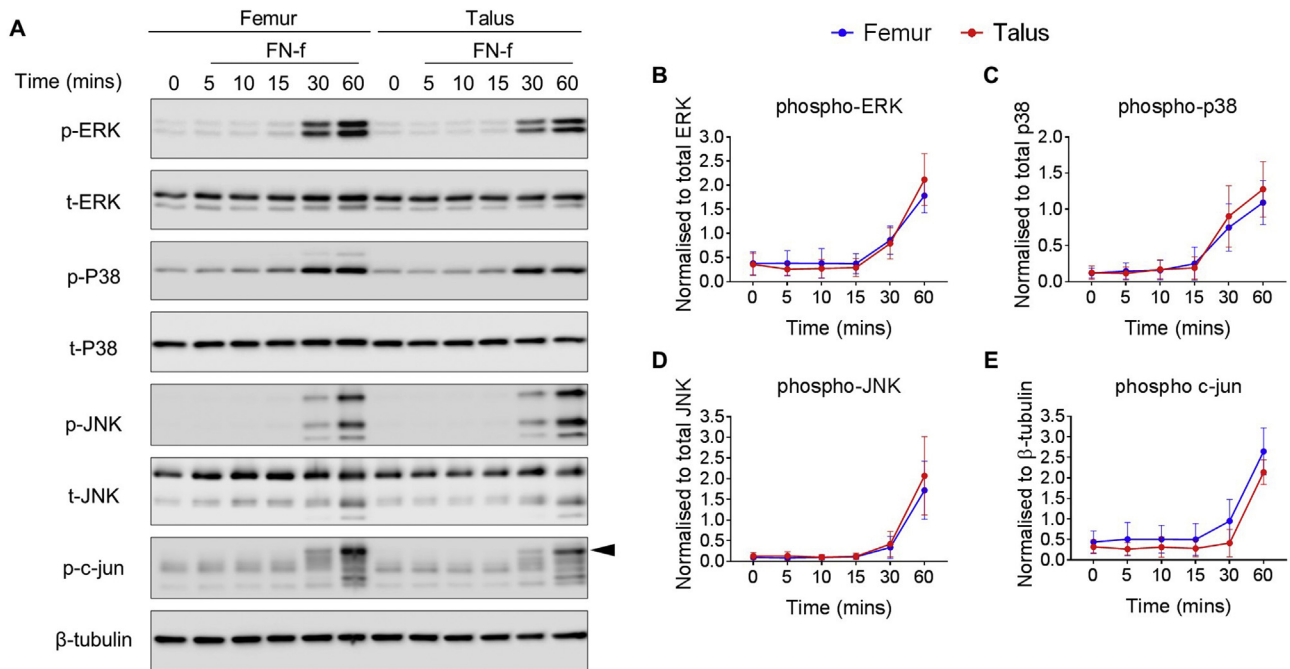 A
Femur Talus
FN-f FN-f
Time (mins) 0 5 10 15 30 60 0 5 10 15 30 60
p-ERK
t-ERK
p-P38
t-P38
p-JNK
t-JNK
p-c-jun
β-tubulin
Femur Talus
B
phospho-ERK
Normalised to total ERK
3.0
2.5
2.0
1.5
1.0
0.5
0.0
0 5 10 15 30 60
Time (mins)
C
phospho-p38
Normalised to total p38
2.0
1.5
1.0
0.5
0.0
0 5 10 15 30 60
Time (mins)
D
phospho-JNK
Normalised to total JNK
3.5
3.0
2.5
2.0
1.5
1.0
0.5
0.0
0 5 10 15 30 60
Time (mins)
E
phospho c-jun
Normalised to β-tubulin
3.5
3.0
2.5
2.0
1.5
1.0
0.5
0.0
0 5 10 15 30 60
Time (mins)